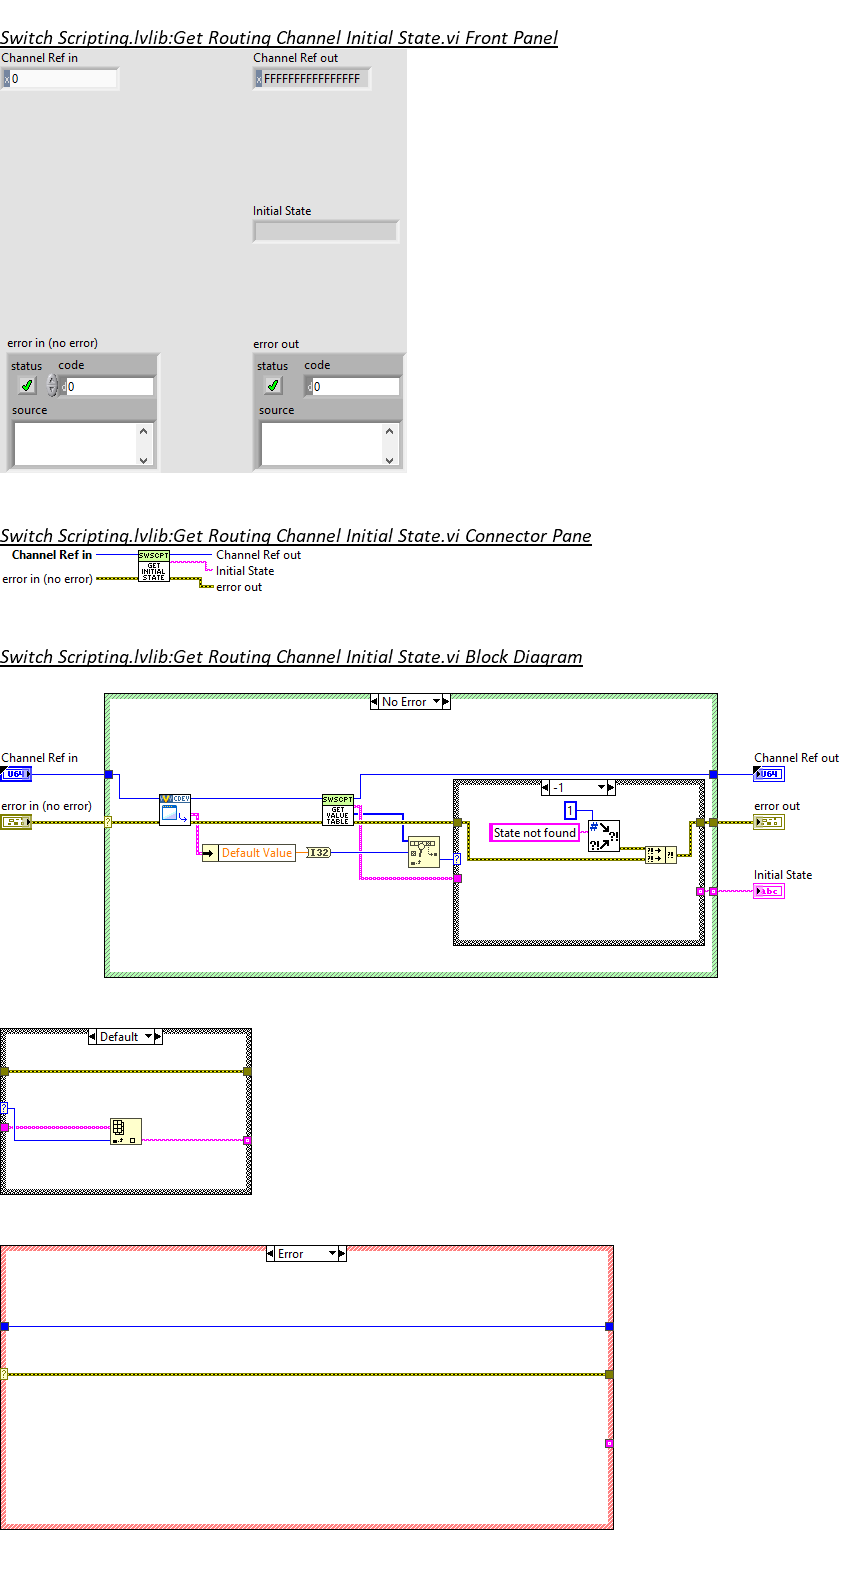 Switch Scripting.lvlib:Get Routing Channel Initial State.vi Front Panel
Channel Ref in
Channel Ref out
x 0
x FFFFFFFFFFFFFFFF
Initial State
error in (no error)
error out
status code
status code
d 0
d 0
source
source
Switch Scripting.lvlib:Get Routing Channel Initial State.vi Connector Pane
Channel Ref in
SWSCPT
GET
INITIAL
STATE
Channel Ref out
Initial State
error in (no error)
error out
Switch Scripting.lvlib:Get Routing Channel Initial State.vi Block Diagram
No Error
Channel Ref in
U64
Channel Ref out
U64
-1
CDEV
SWSCPT
GET
VALUE
TABLE
1
error in (no error)
error out
State not found
#
?!
?!
Default Value
I32
Initial State
abc
Default
?
Error
?